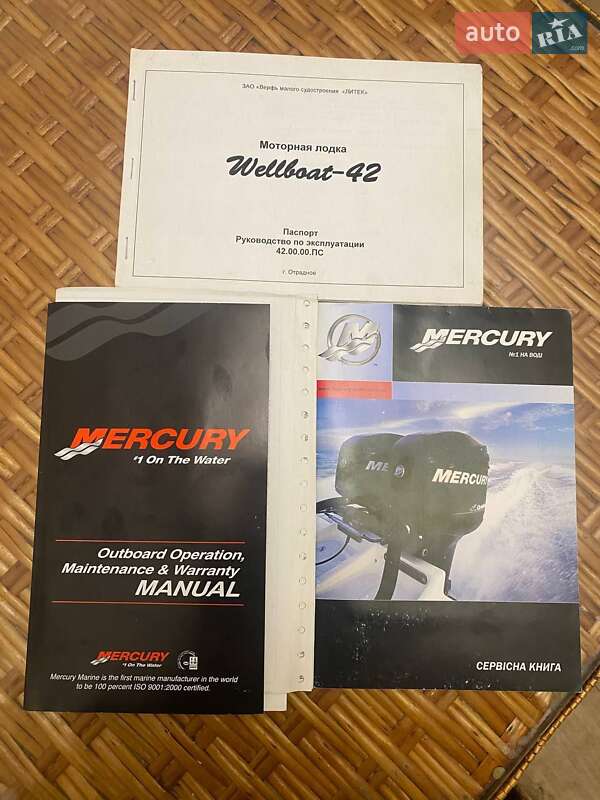 auto RIA.com
ЗАО «Верфь малого судостроения «ЛИТЕК»
Моторная лодка
Wellboat-42
Паспорт
Руководство по эксплуатации
42.00.00.ПС
г. Отрадное
MERCURY
#1 On The Water
Outboard Operation,
Maintenance & Warranty
MANUAL
MERCURY
#1 On The Water
Mercury Marine is the first marine manufacturer in the world
to be 100 percent ISO 9001:2000 certified.
MERCURY
№1 НА ВОДІ
MERCURY
СЕРВІСНА КНИГА